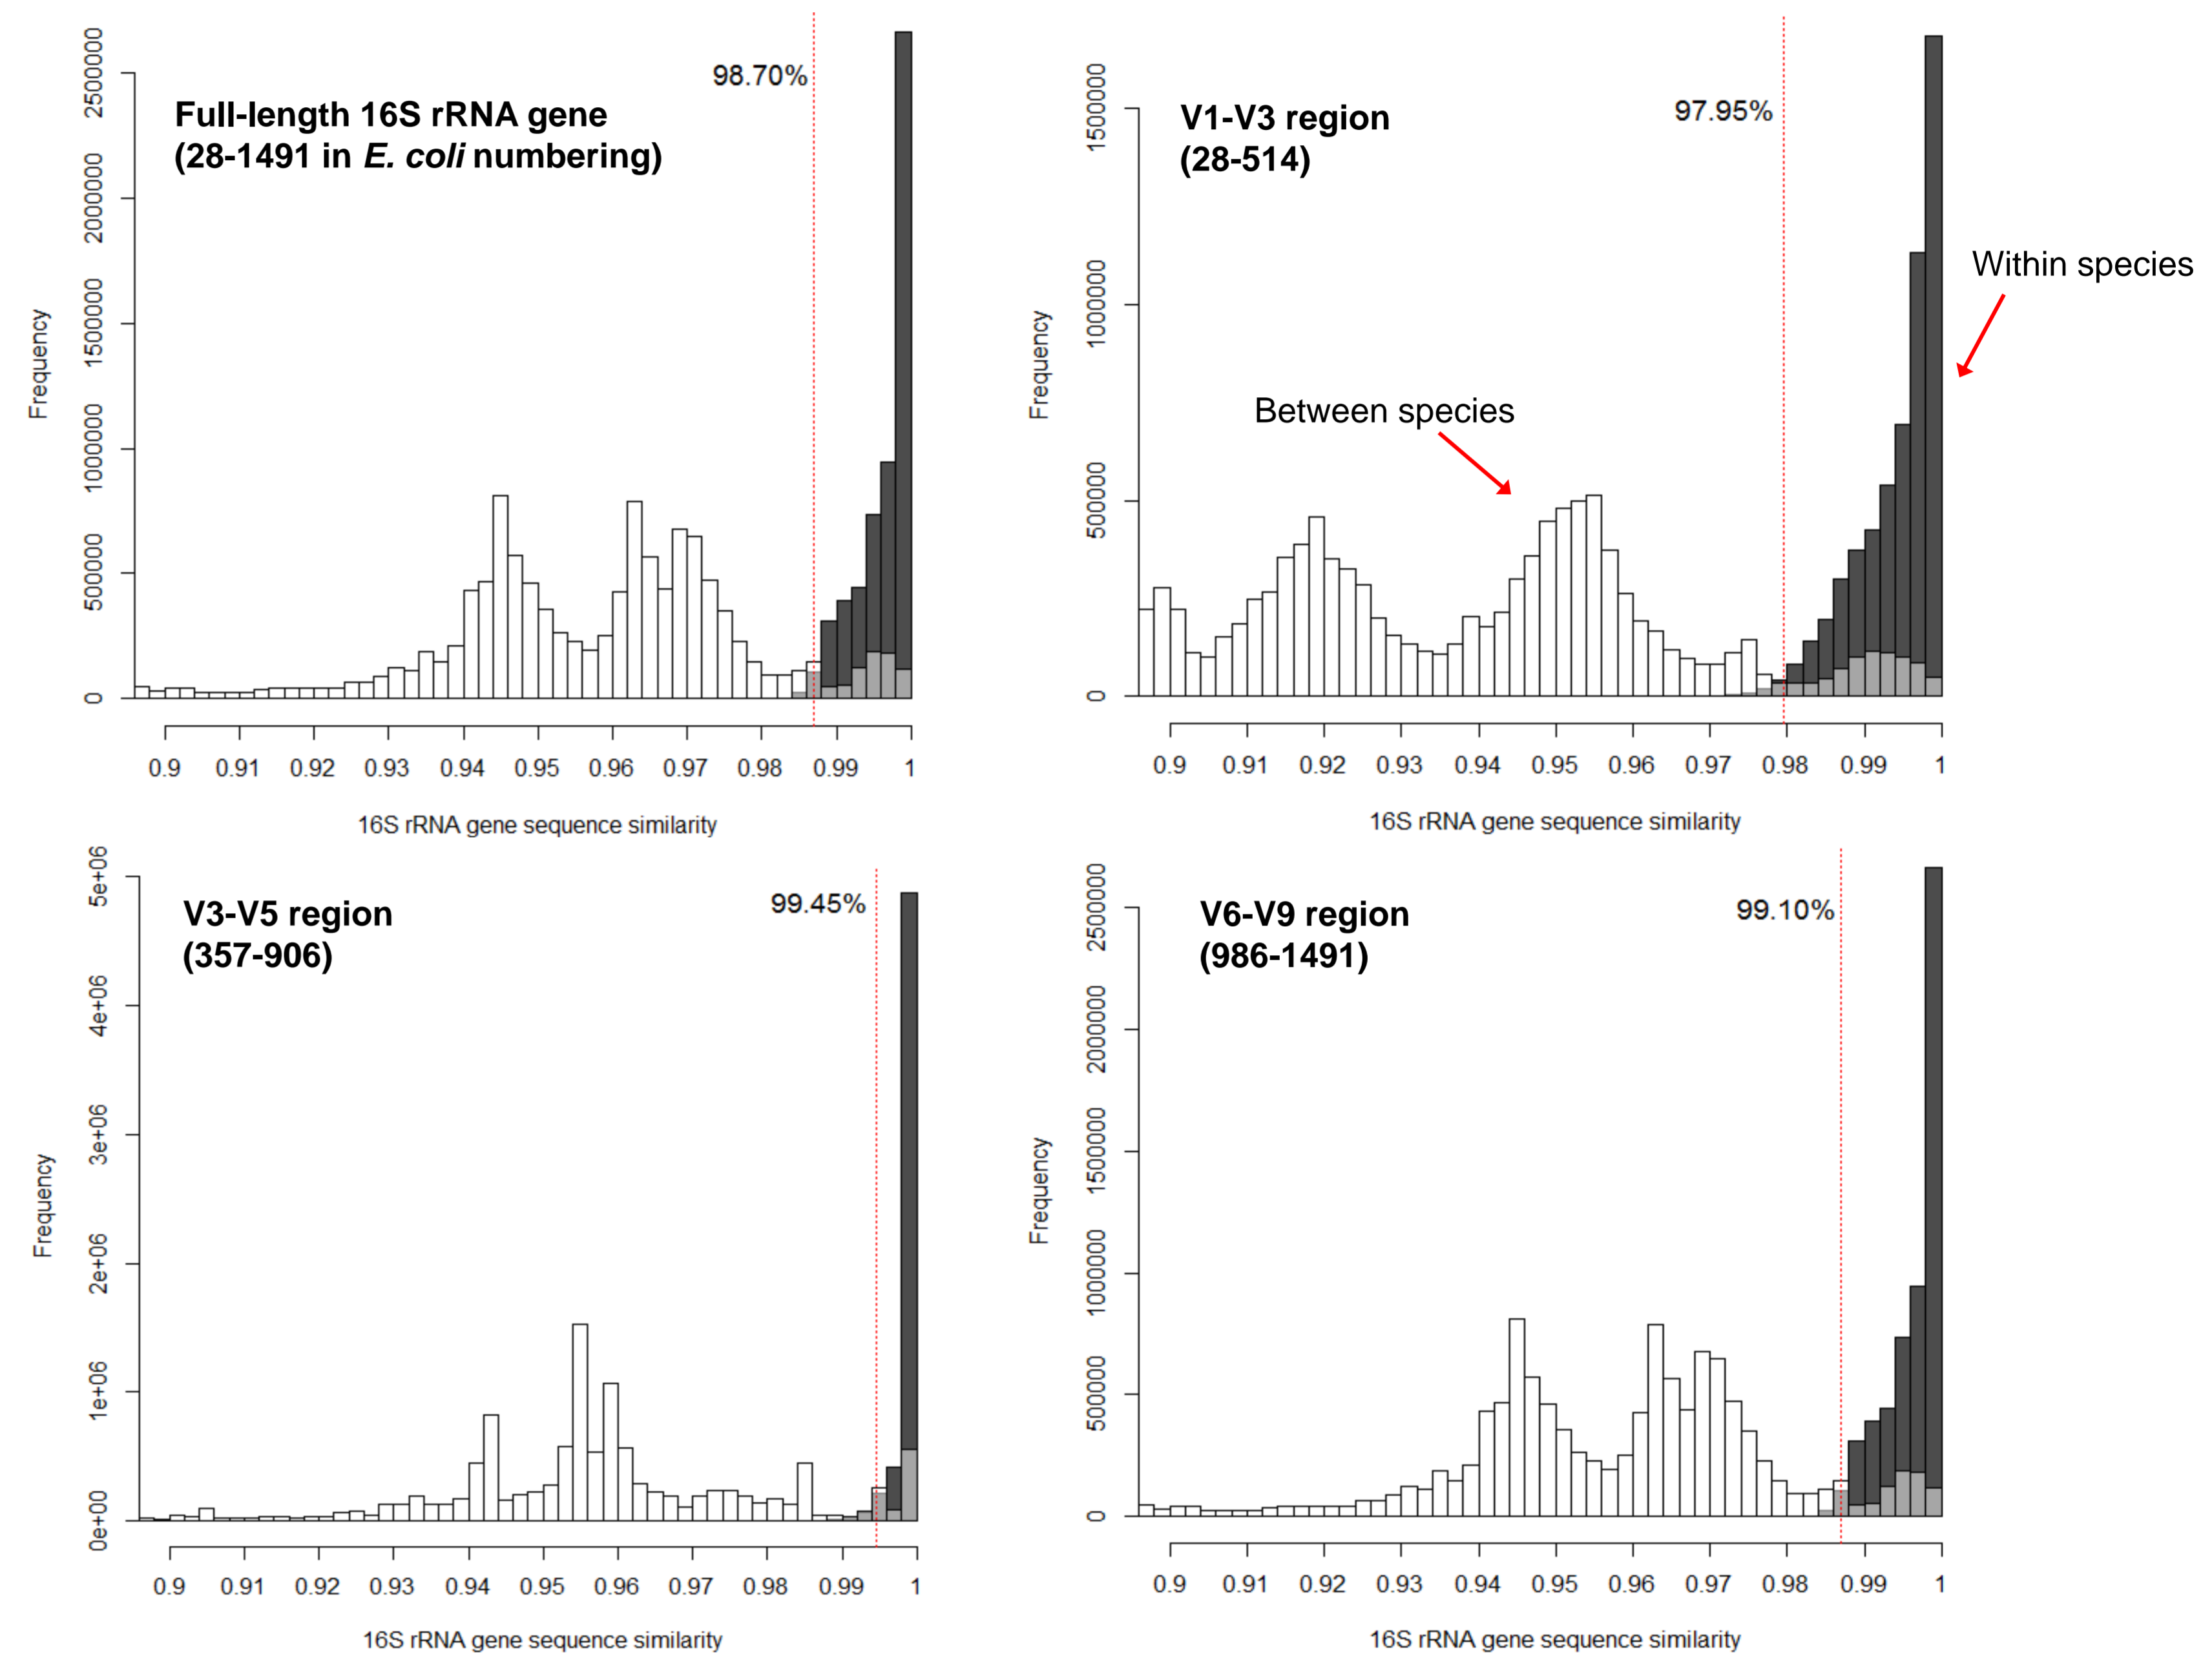 98.70%
Full-length 16S rRNA gene
(28-1491 in E. coli numbering)
Frequency
0
500000
1000000
1500000
2000000
2500000
0.9 0.91 0.92 0.93 0.94 0.95 0.96 0.97 0.98 0.99 1
16S rRNA gene sequence similarity
97.95%
V1-V3 region
(28-514)
Within species
Between species
Frequency
0
500000
1000000
1500000
0.9 0.91 0.92 0.93 0.94 0.95 0.96 0.97 0.98 0.99 1
16S rRNA gene sequence similarity
99.45%
V3-V5 region
(357-906)
Frequency
0e+00
1e+06
2e+06
3e+06
4e+06
5e+06
0.9 0.91 0.92 0.93 0.94 0.95 0.96 0.97 0.98 0.99 1
16S rRNA gene sequence similarity
99.10%
V6-V9 region
(986-1491)
Frequency
0
500000
1000000
1500000
2000000
2500000
0.9 0.91 0.92 0.93 0.94 0.95 0.96 0.97 0.98 0.99 1
16S rRNA gene sequence similarity